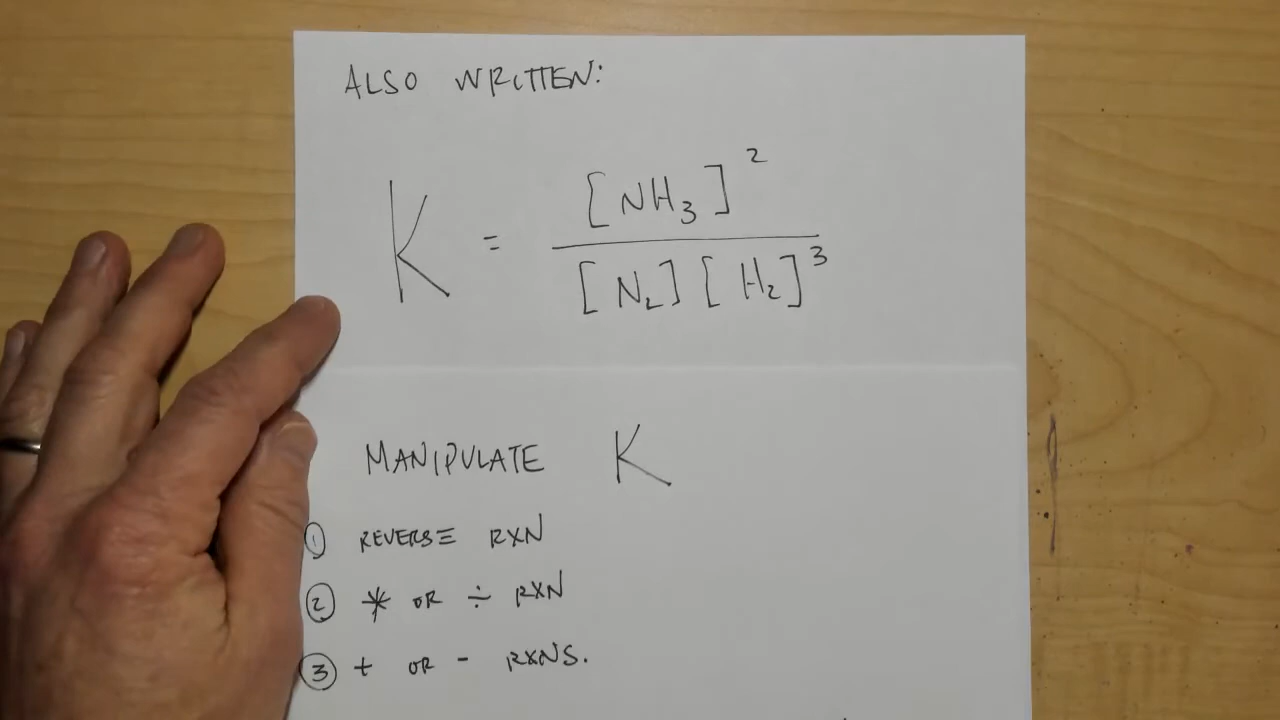 ALSO WRITTEN:
K = [NH₃]² / [N₂][H₂]³
MANIPULATE K
① REVERSE RXN
② * OR ÷ RXN
③ + OR - RXNS.